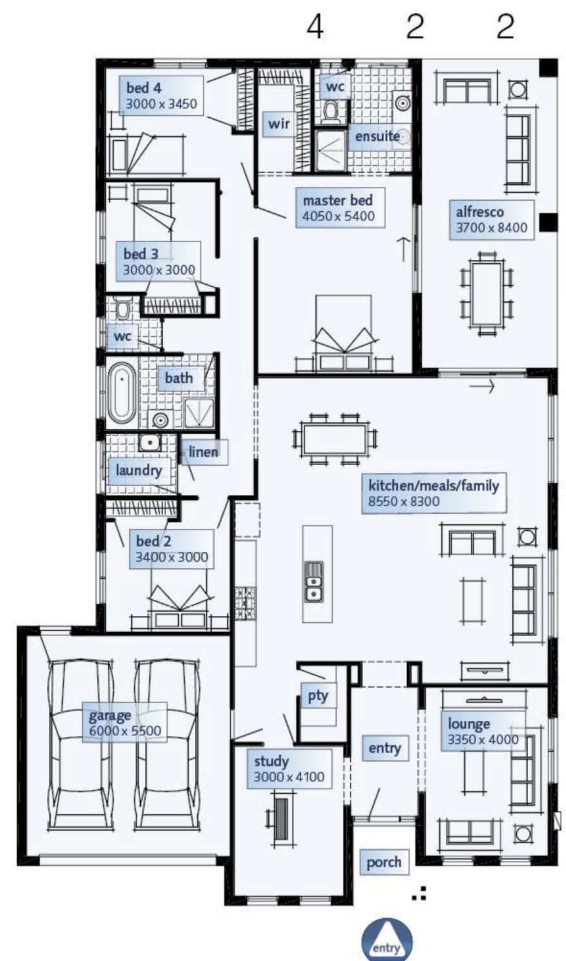 4 2 2
bed 4
3000 x 3450
wir
wc
ensuite
master bed
4050 x 5400
alfresco
3700 x 8400
bed 3
3000 x 3000
wc
bath
linen
laundry
kitchen/meals/family
8550 x 8300
bed 2
3400 x 3000
pty
garage
6000 x 5500
lounge
3350 x 4000
entry
study
3000 x 4100
porch
entry